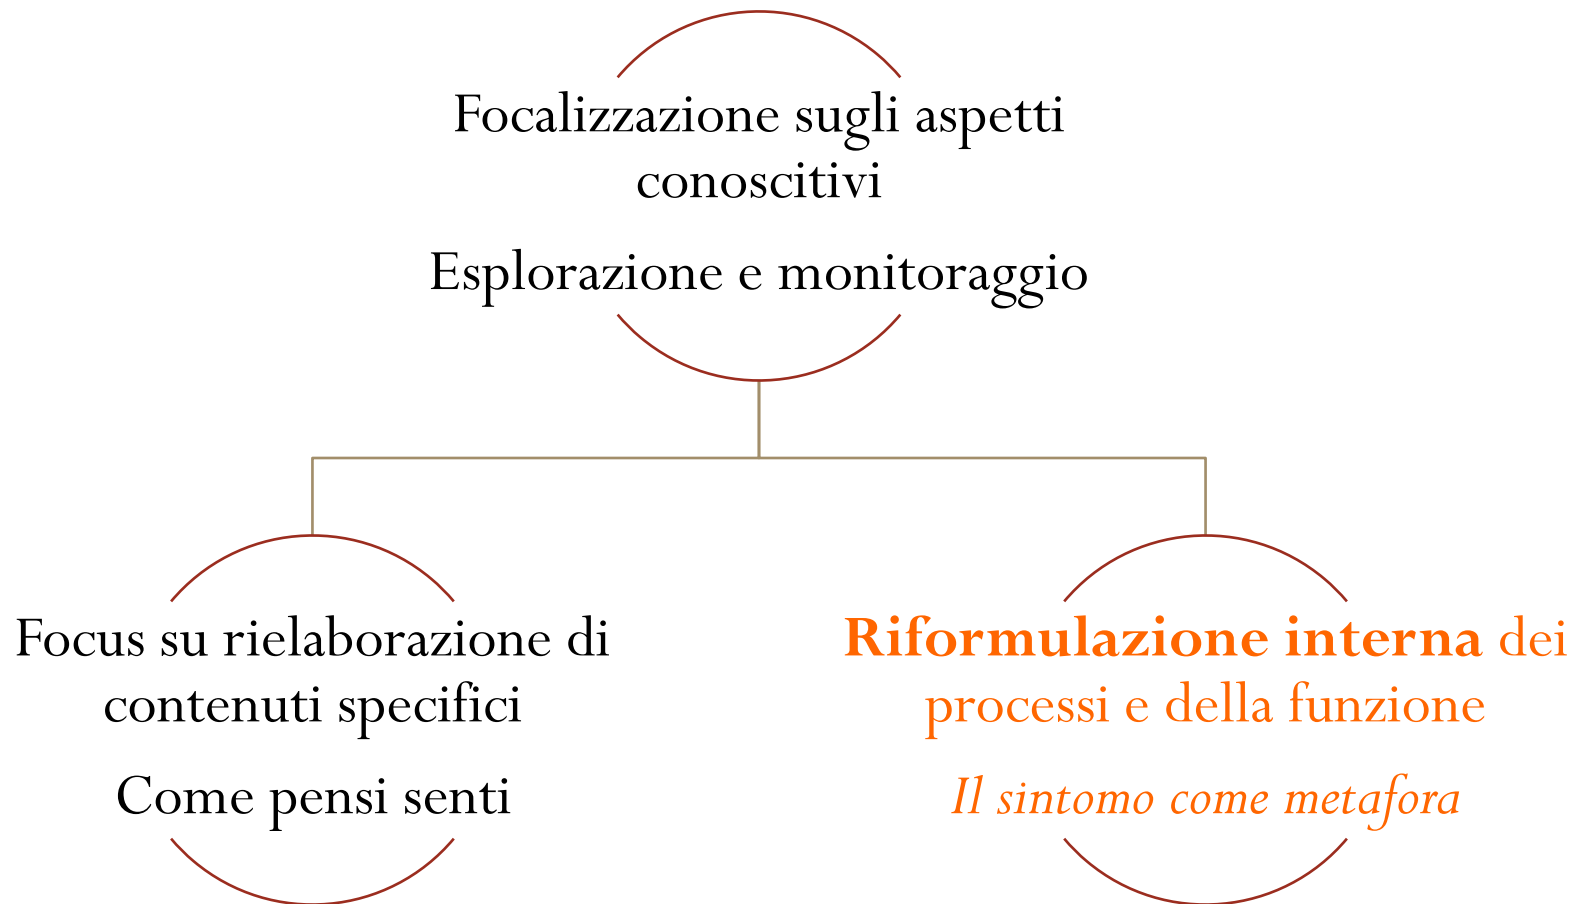 Focalizzazione sugli aspetti
conoscitivi
Esplorazione e monitoraggio
Focus su rielaborazione di
contenuti specifici
Come pensi senti
Riformulazione interna dei
processi e della funzione
Il sintomo come metafora